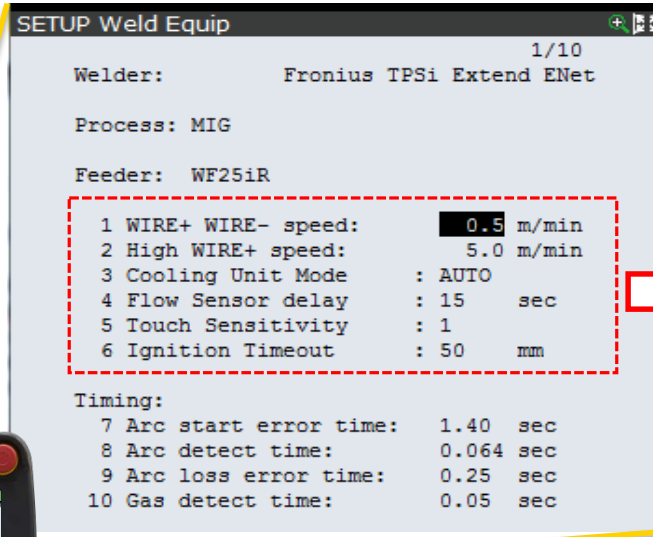 SETUP Weld Equip
1/10
Welder: Fronius TPSi Extend ENet
Process: MIG
Feeder: WF25iR
1 WIRE+ WIRE- speed: 0.5 m/min
2 High WIRE+ speed: 5.0 m/min
3 Cooling Unit Mode : AUTO
4 Flow Sensor delay : 15 sec
5 Touch Sensitivity : 1
6 Ignition Timeout : 50 mm
Timing:
7 Arc start error time: 1.40 sec
8 Arc detect time: 0.064 sec
9 Arc loss error time: 0.25 sec
10 Gas detect time: 0.05 sec